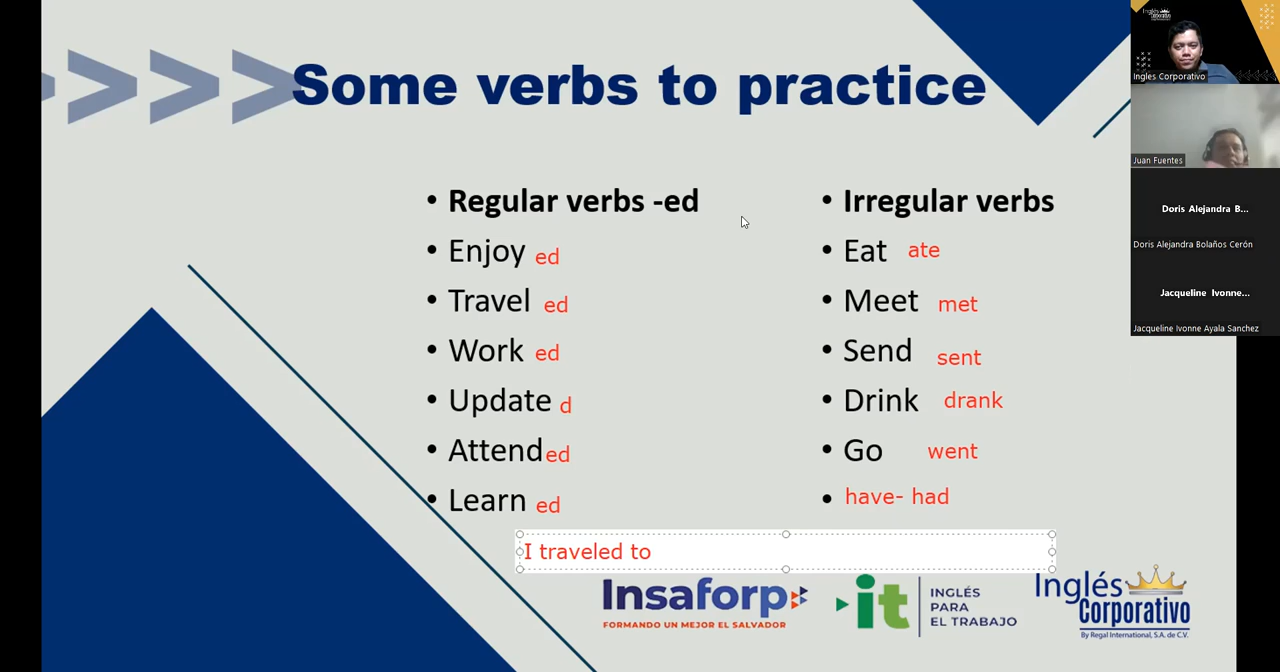 Some verbs to practice
Regular verbs -ed
Enjoy ed
Travel ed
Work ed
Update d
Attend ed
Learn ed
Irregular verbs
Eat ate
Meet met
Send sent
Drink drank
Go went
have- had
I traveled to
Insaforp
FORMANDO UN MEJOR EL SALVADOR
it
INGLÉS
PARA
EL TRABAJO
Inglés
Corporativo
By Regal International, S.A. de C.V.
Inglés
Corporativo
Ingles Corporativo
Juan Fuentes
Doris Alejandra B...
Doris Alejandra Bolaños Cerón
Jacqueline Ivonne...
Jacqueline Ivonne Ayala Sanchez